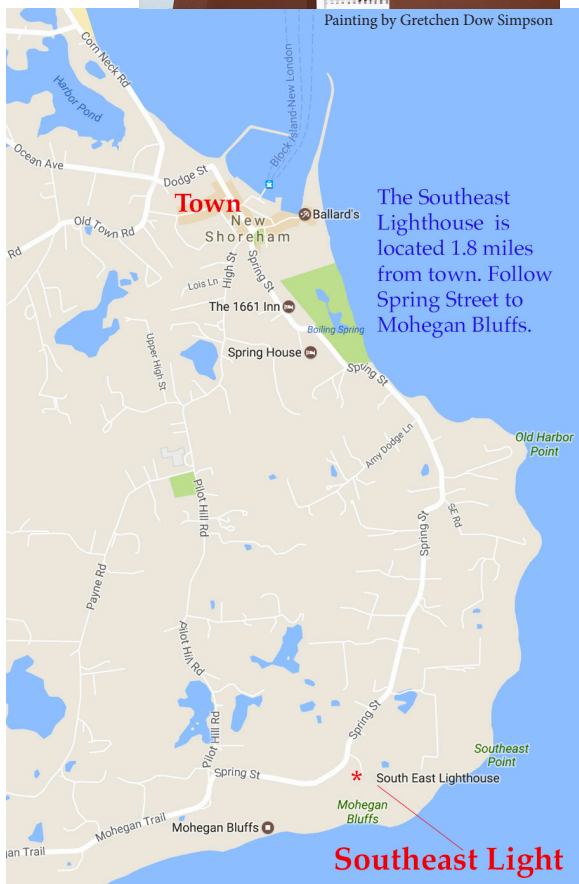 Painting by Gretchen Dow Simpson
Corn Neck Rd
Block Island-New London
Harbor Pond
Ocean Ave
Dodge St
Town
Ballard's
New
Shoreham
Old Town Rd
Rd
The Southeast
Lighthouse is
located 1.8 miles
from town. Follow
Spring Street to
Mohegan Bluffs.
High St
Spring St
Lois Ln
The 1661 Inn
Boiling Spring
Upper High St
Spring House
Spring St
Amy Dodge Ln
Old Harbor
Point
Pilot Hill Rd
SE Rd
Spring St
Payne Rd
Pilot Hill Rd
Pilot Hill Rd
Spring St
Southeast
Point
Spring St
*
South East Lighthouse
Mohegan
Bluffs
Mohegan Trail
Mohegan Bluffs
gan Trail
Southeast Light